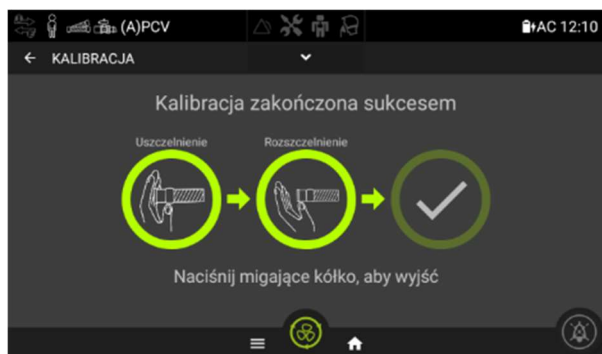 (A)PCV
AC 12:10
KALIBRACJA
Kalibracja zakończona sukcesem
Uszczelnienie
Rozszczelnienie
Naciśnij migające kółko, aby wyjść